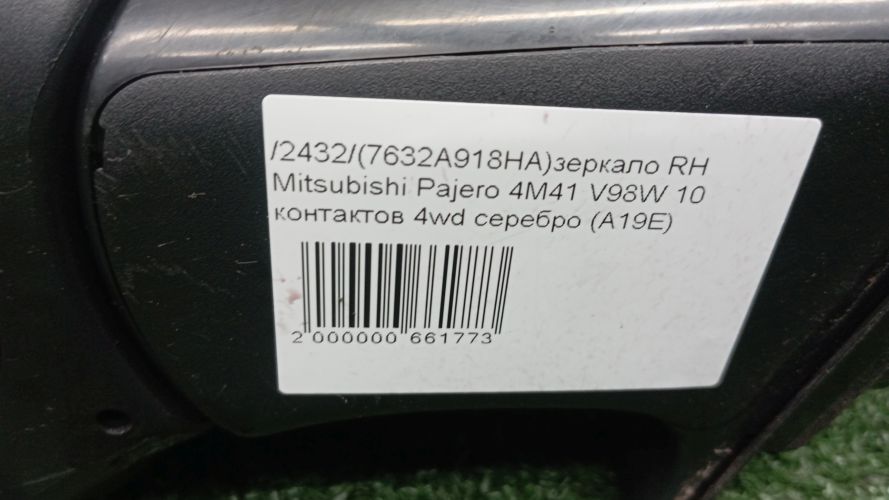 /2432/(7632A918HA)зеркало RH
Mitsubishi Pajero 4M41 V98W 10
контактов 4wd серебро (A19E)
2 000000 661773